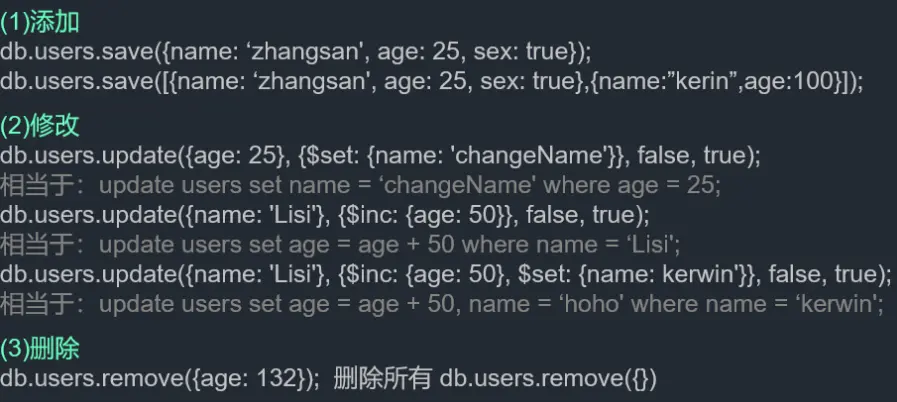 (1)添加
db.users.save({name: ‘zhangsan', age: 25, sex: true});
db.users.save([{name: ‘zhangsan', age: 25, sex: true},{name:”kerin”,age:100}]);
(2)修改
db.users.update({age: 25}, {$set: {name: 'changeName'}}, false, true);
相当于：update users set name = ‘changeName' where age = 25;
db.users.update({name: 'Lisi'}, {$inc: {age: 50}}, false, true);
相当于：update users set age = age + 50 where name = ‘Lisi';
db.users.update({name: 'Lisi'}, {$inc: {age: 50}, $set: {name: kerwin'}}, false, true);
相当于：update users set age = age + 50, name = ‘hoho' where name = ‘kerwin';
(3)删除
db.users.remove({age: 132});  删除所有 db.users.remove({})